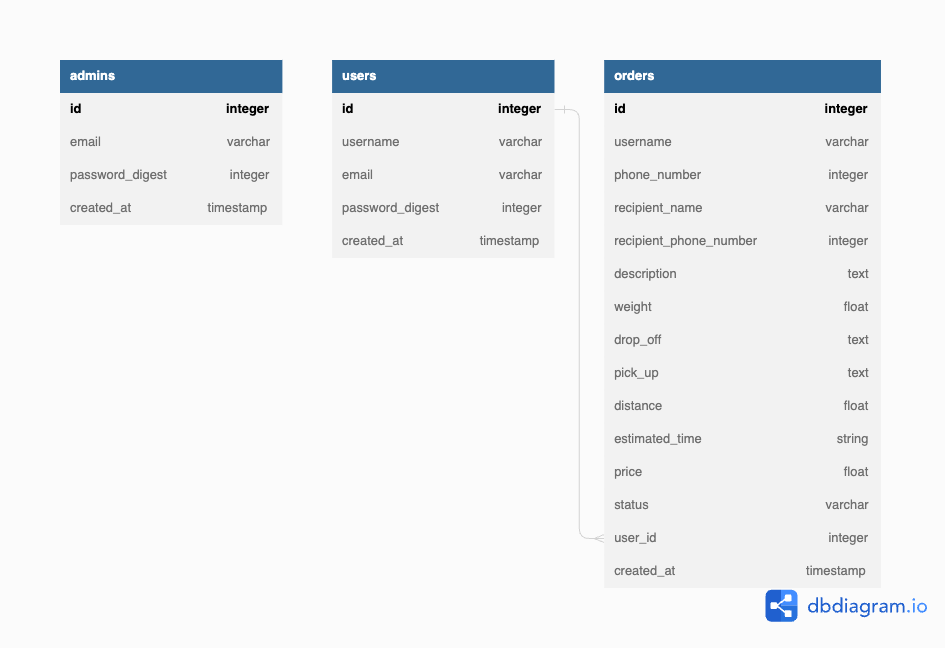 admins
id integer
email varchar
password_digest integer
created_at timestamp
users
id integer
username varchar
email varchar
password_digest integer
created_at timestamp
orders
id integer
username varchar
phone_number integer
recipient_name varchar
recipient_phone_number integer
description text
weight float
drop_off text
pick_up text
distance float
estimated_time string
price float
status varchar
user_id integer
created_at timestamp
dbdiagram.io